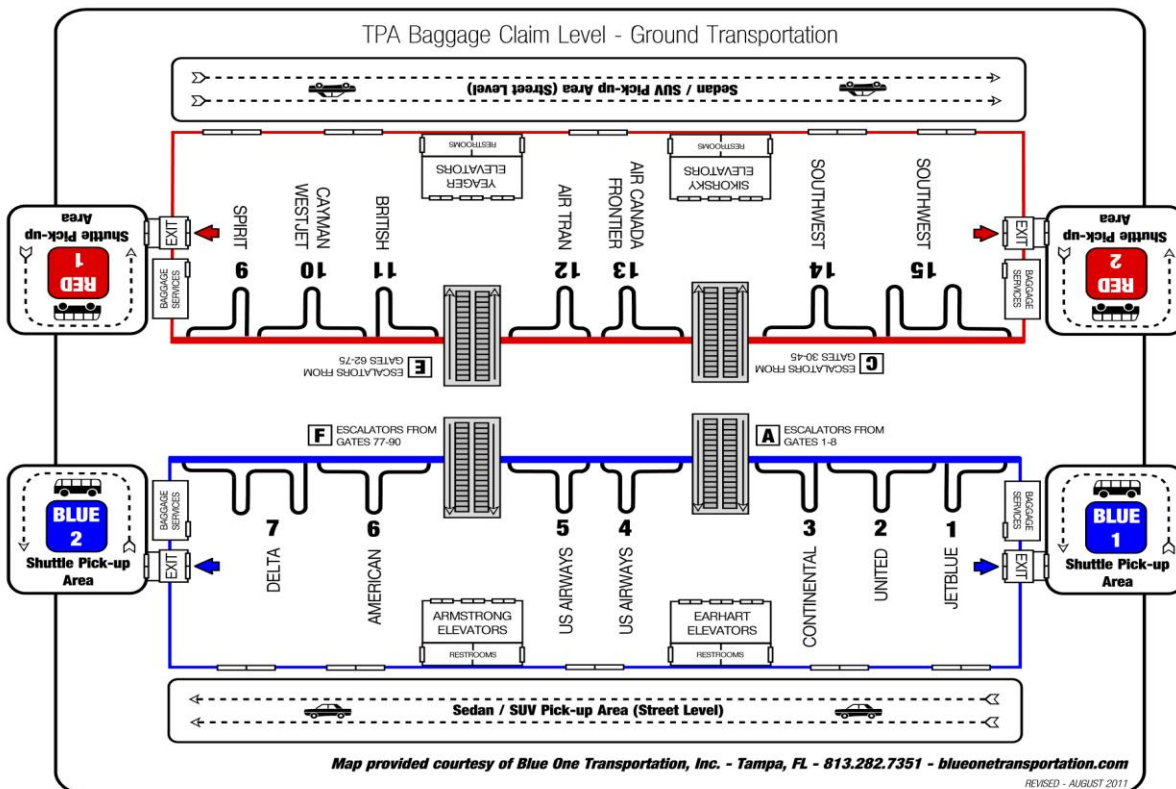 TPA Baggage Claim Level - Ground Transportation
Sedan / SUV Pick-up Area (Street Level)
RESTROOMS
YEAGER
ELEVATORS
RESTROOMS
SIKORSKY
ELEVATORS
SPIRIT
CAYMAN
WESTJET
BRITISH
AIR TRAN
AIR CANADA
FRONTIER
SOUTHWEST
SOUTHWEST
Shuttle Pick-up
Area
RED
1
EXIT
BAGGAGE
SERVICES
9
10
11
12
13
14
15
EXIT
BAGGAGE
SERVICES
Shuttle Pick-up
Area
RED
2
E
ESCALATORS FROM
GATES 62-75
C
ESCALATORS FROM
GATES 30-45
F
ESCALATORS FROM
GATES 77-90
A
ESCALATORS FROM
GATES 1-8
BLUE
2
Shuttle Pick-up
Area
BAGGAGE
SERVICES
EXIT
7
6
5
4
3
2
1
DELTA
AMERICAN
US AIRWAYS
US AIRWAYS
CONTINENTAL
UNITED
JETBLUE
BAGGAGE
SERVICES
EXIT
BLUE
1
Shuttle Pick-up
Area
ARMSTRONG
ELEVATORS
RESTROOMS
EARHART
ELEVATORS
RESTROOMS
Sedan / SUV Pick-up Area (Street Level)
Map provided courtesy of Blue One Transportation, Inc. - Tampa, FL - 813.282.7351 - blueonetransportation.com
REVISED - AUGUST 2011